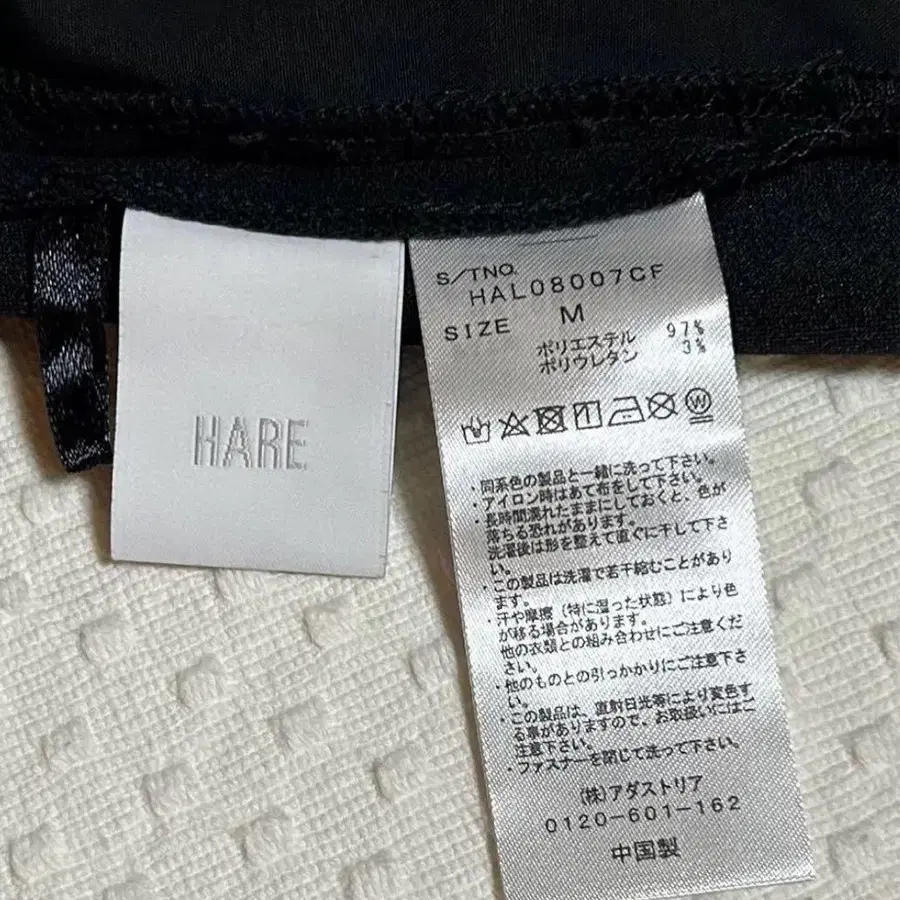 HARE
S/TNO.
HAL08007CF
SIZE M
ポリエステル 97%
ポリウレタン 3%
・同系色の製品と一緒に洗って下さい。
・アイロン時はあて布をして下さい。
・長時間濡れたままにしておくと、色が
落ちる恐れがあります。
洗濯後は形を整えて直ぐに干して下さ
い。
・この製品は洗濯で若干縮むことがあり
ます。
・汗や摩擦（特に湿った状態）により色
が移る場合があります。
他の衣類との組み合わせにご注意くだ
さい。
・他のものとの引っかかりにご注意下さ
い。
・この製品は、直射日光等により変色す
る事がありますので、お取扱いにはご
注意下さい。
・ファスナーを閉じて洗って下さい。
(株)アダストリア
0120-601-162
中国製